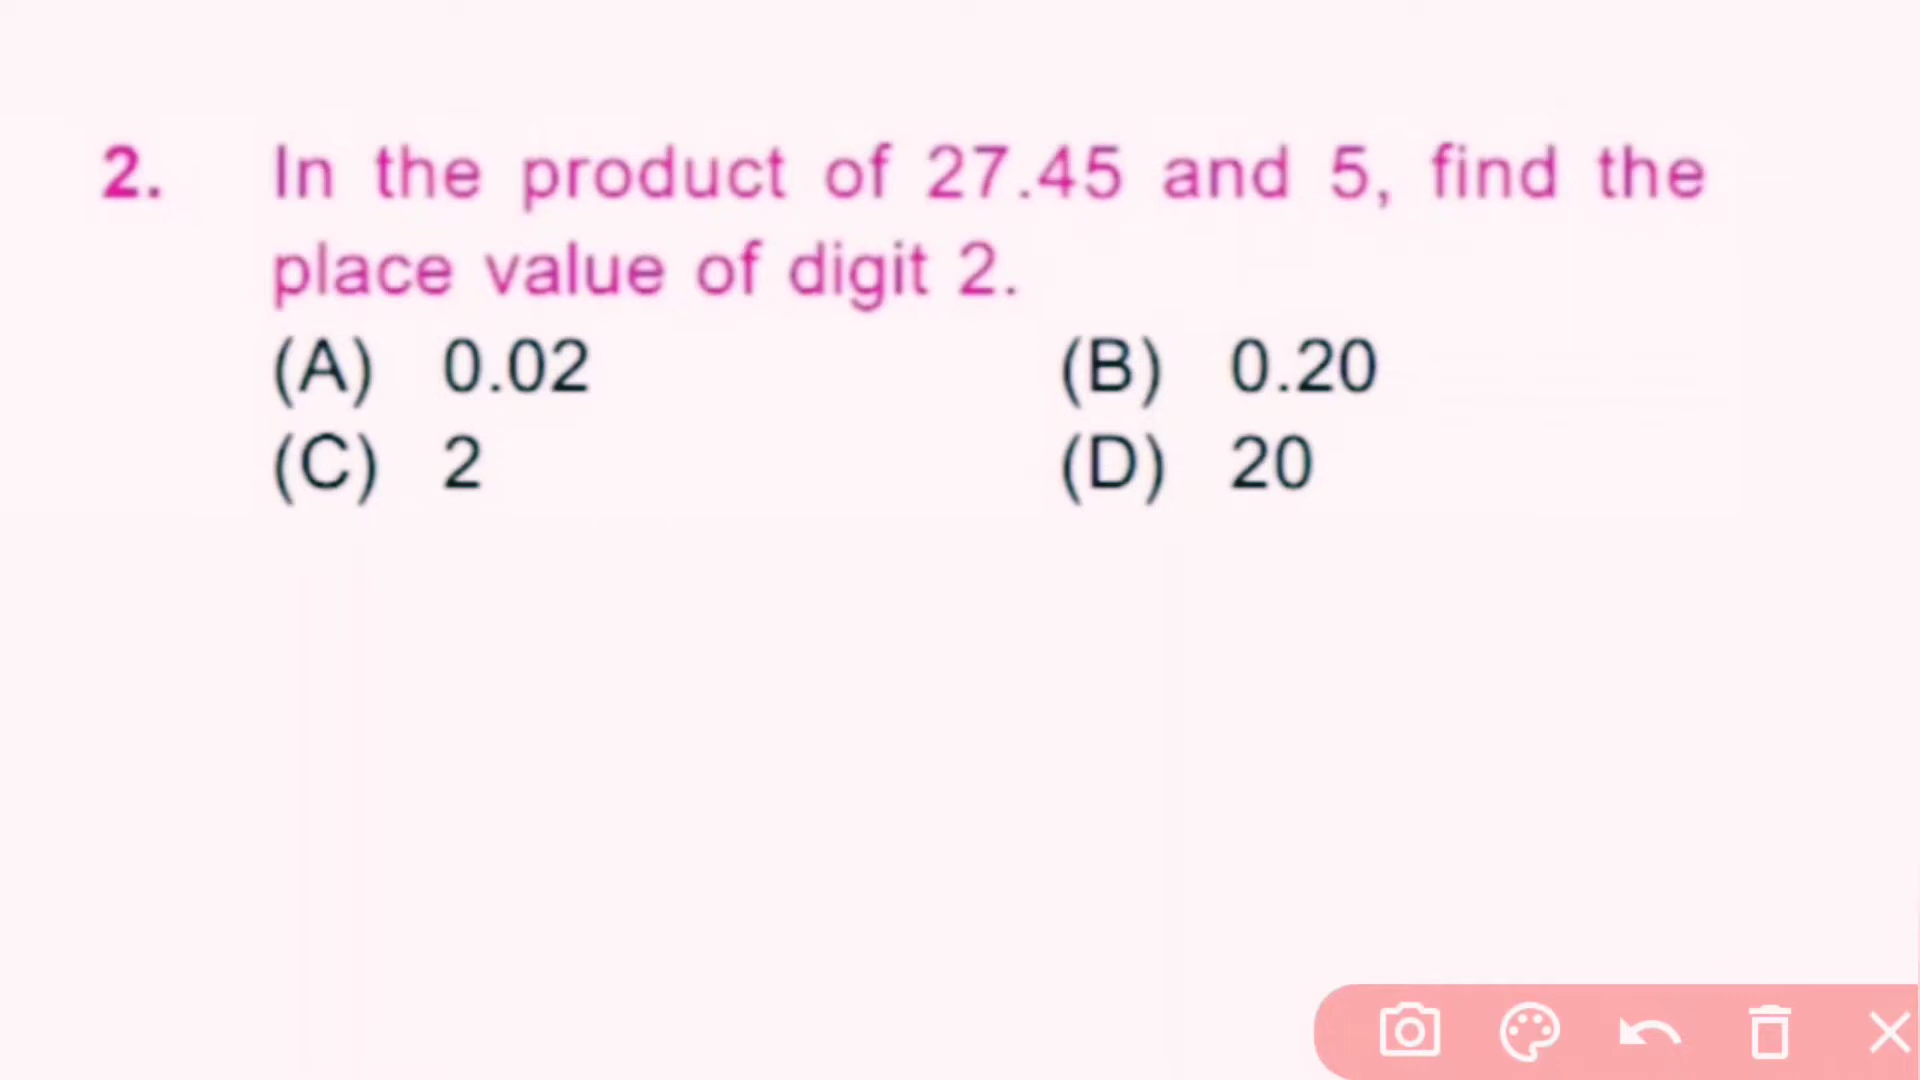 2. In the product of 27.45 and 5, find the
place value of digit 2.
(A) 0.02 (B) 0.20
(C) 2 (D) 20